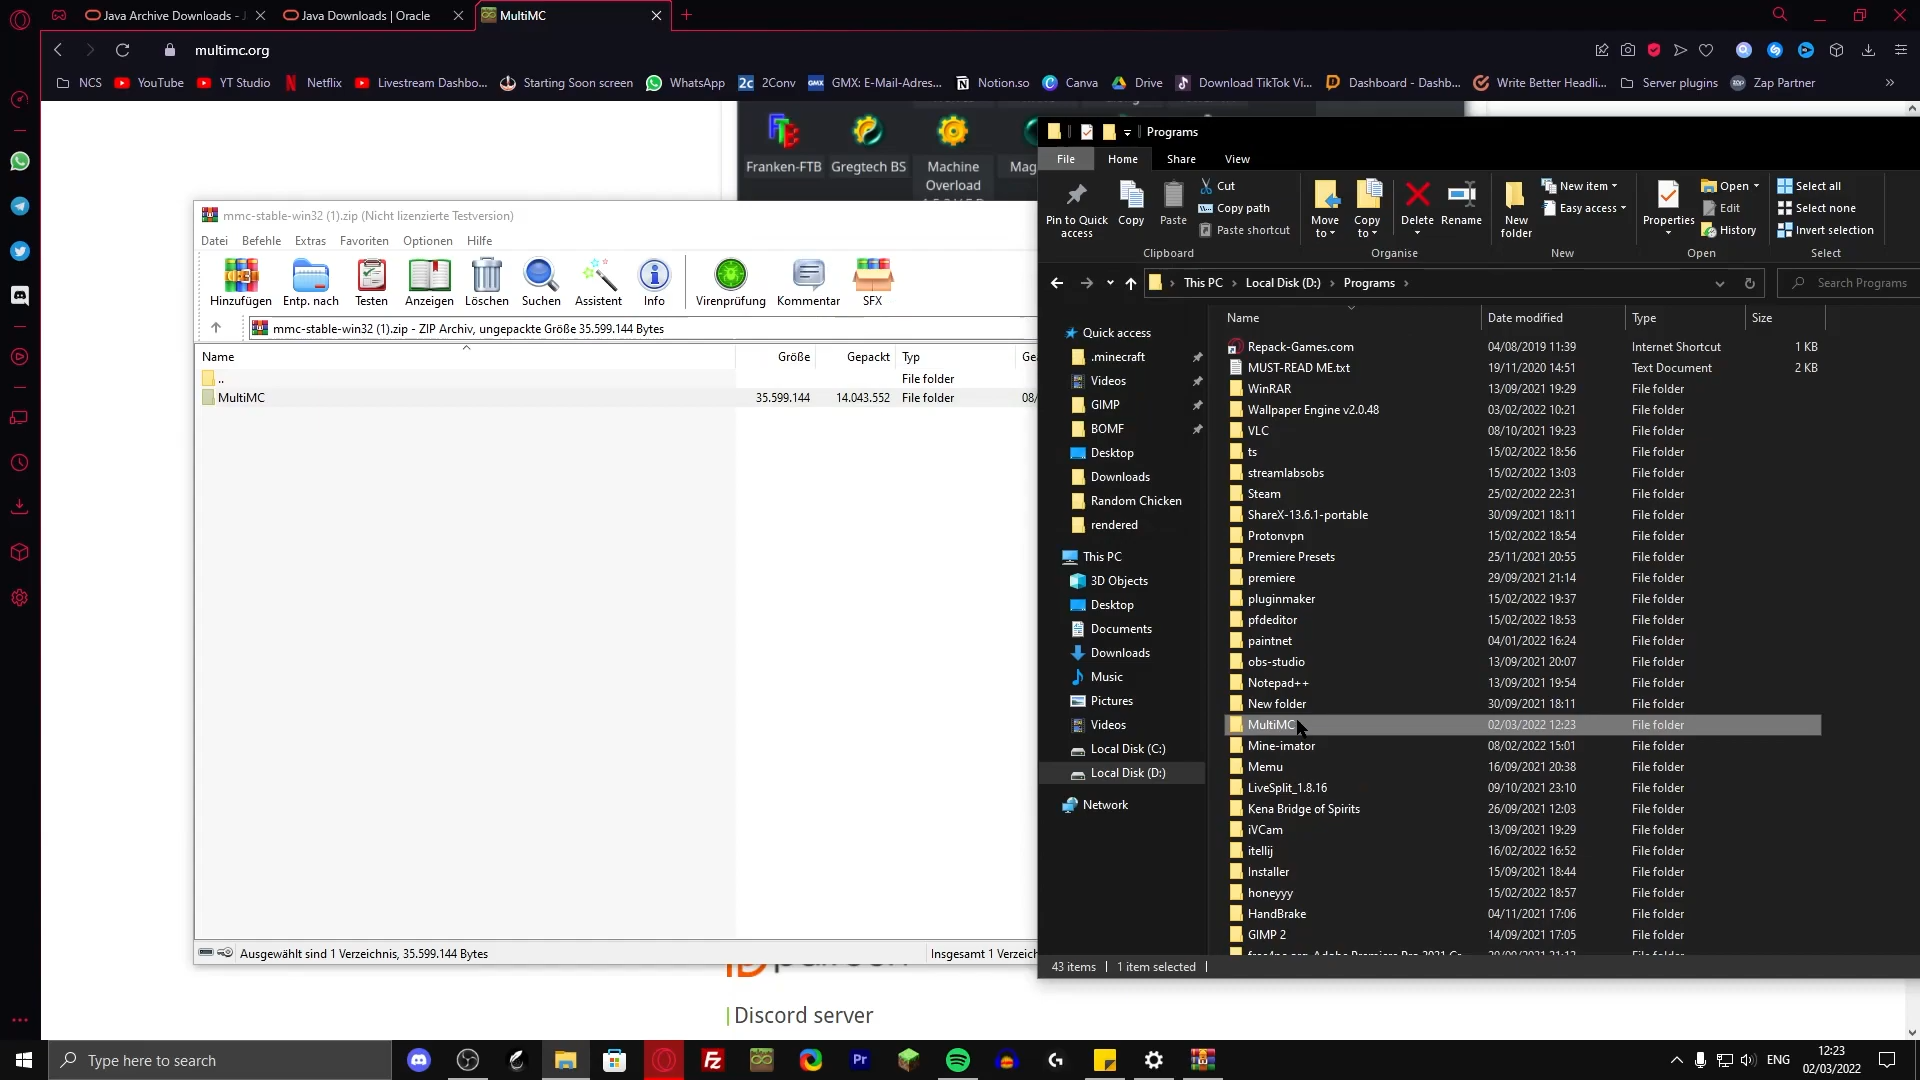 Java Archive Downloads - J
Java Downloads | Oracle
MultiMC
multimc.org
NCS
YouTube
YT Studio
Netflix
Livestream Dashbo...
Starting Soon screen
WhatsApp
2Conv
GMX: E-Mail-Adres...
Notion.so
Canva
Drive
Download TikTok Vi...
Dashboard - Dashb...
Write Better Headli...
Server plugins
Zap Partner
Franken-FTB
Gregtech BS
Machine
Overload
Mag
mmc-stable-win32 (1).zip (Nicht lizenzierte Testversion)
Datei Befehle Extras Favoriten Optionen Hilfe
Hinzufügen Entp. nach Testen Anzeigen Löschen Suchen Assistent Info Virenprüfung Kommentar SFX
mmc-stable-win32 (1).zip - ZIP Archiv, ungepackte Größe 35.599.144 Bytes
Name Größe Gepackt Typ Ge
.. File folder
MultiMC 35.599.144 14.043.552 File folder 08/
Ausgewählt sind 1 Verzeichnis, 35.599.144 Bytes
Insgesamt 1 Verzeich
Discord server
Programs
File Home Share View
Pin to Quick
access
Copy
Paste
Cut
Copy path
Paste shortcut
Clipboard
Move
to
Copy
to
Delete
Rename
Organise
New
folder
New item
Easy access
New
Properties
Open
Edit
History
Open
Select all
Select none
Invert selection
Select
This PC > Local Disk (D:) > Programs >
Search Programs
Quick access
.minecraft
Videos
GIMP
BOMF
Desktop
Downloads
Random Chicken
rendered
This PC
3D Objects
Desktop
Documents
Downloads
Music
Pictures
Videos
Local Disk (C:)
Local Disk (D:)
Network
Name Date modified Type Size
Repack-Games.com 04/08/2019 11:39 Internet Shortcut 1 KB
MUST-READ ME.txt 19/11/2020 14:51 Text Document 2 KB
WinRAR 13/09/2021 19:29 File folder
Wallpaper Engine v2.0.48 03/02/2022 10:21 File folder
VLC 08/10/2021 19:23 File folder
ts 15/02/2022 18:56 File folder
streamlabsobs 15/02/2022 13:03 File folder
Steam 25/02/2022 22:31 File folder
ShareX-13.6.1-portable 30/09/2021 18:11 File folder
Protonvpn 15/02/2022 18:54 File folder
Premiere Presets 25/11/2021 20:55 File folder
premiere 29/09/2021 21:14 File folder
pluginmaker 15/02/2022 19:37 File folder
pfdeditor 15/02/2022 18:53 File folder
paintnet 04/01/2022 16:24 File folder
obs-studio 13/09/2021 20:07 File folder
Notepad++ 13/09/2021 19:54 File folder
New folder 30/09/2021 18:11 File folder
MultiMC 02/03/2022 12:23 File folder
Mine-imator 08/02/2022 15:01 File folder
Memu 16/09/2021 20:38 File folder
LiveSplit_1.8.16 09/10/2021 23:10 File folder
Kena Bridge of Spirits 26/09/2021 12:03 File folder
iVCam 13/09/2021 19:29 File folder
itellij 16/02/2022 16:52 File folder
Installer 15/09/2021 18:44 File folder
honeyyy 15/02/2022 18:57 File folder
HandBrake 04/11/2021 17:06 File folder
GIMP 2 14/09/2021 17:05 File folder
43 items
1 item selected
Type here to search
ENG
12:23
02/03/2022